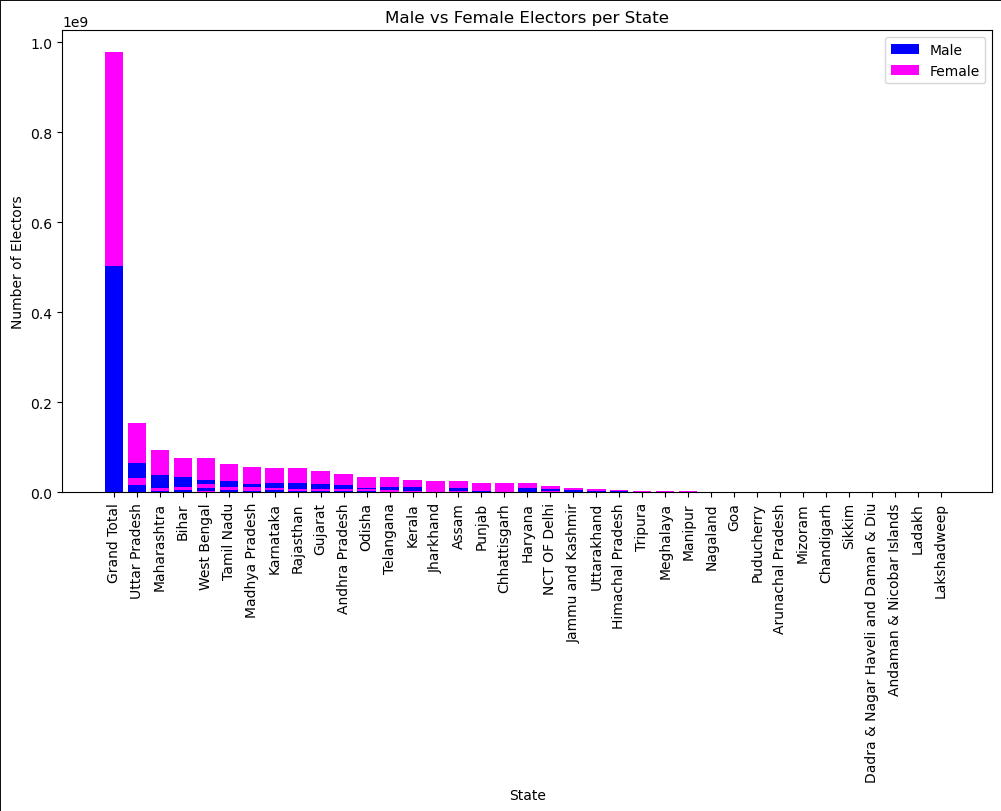 Male vs Female Electors per State
1e9
1.0
0.8
0.6
0.4
0.2
0.0
Number of Electors
Male
Female
Grand Total
Uttar Pradesh
Maharashtra
Bihar
West Bengal
Tamil Nadu
Madhya Pradesh
Karnataka
Rajasthan
Gujarat
Andhra Pradesh
Odisha
Telangana
Kerala
Jharkhand
Assam
Punjab
Chhattisgarh
Haryana
NCT OF Delhi
Jammu and Kashmir
Uttarakhand
Himachal Pradesh
Tripura
Meghalaya
Manipur
Nagaland
Goa
Puducherry
Arunachal Pradesh
Mizoram
Chandigarh
Sikkim
Dadra & Nagar Haveli and Daman & Diu
Andaman & Nicobar Islands
Ladakh
Lakshadweep
State